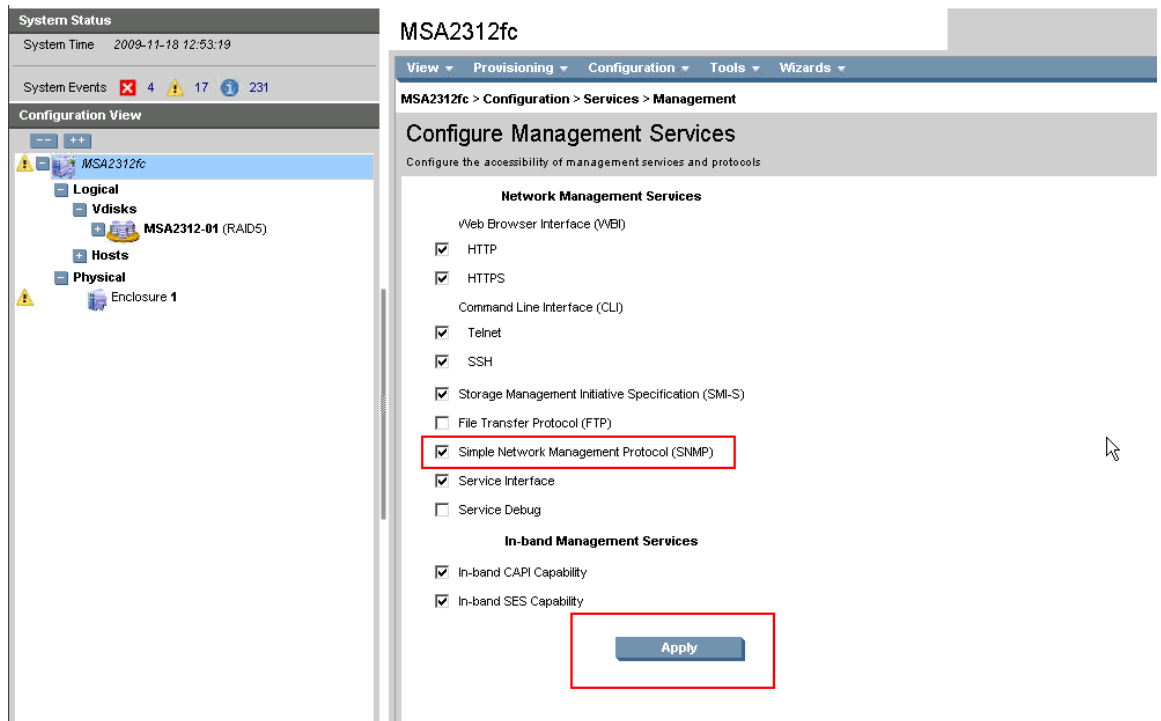 System Status
System Time 2009-11-18 12:53:19
System Events 4 17 231
Configuration View
-- ++
MSA2312fc
Logical
Vdisks
MSA2312-01 (RAID5)
Hosts
Physical
Enclosure 1
MSA2312fc
View Provisioning Configuration Tools Wizards
MSA2312fc > Configuration > Services > Management
Configure Management Services
Configure the accessibility of management services and protocols
Network Management Services
Web Browser Interface (WBI)
HTTP
HTTPS
Command Line Interface (CLI)
Telnet
SSH
Storage Management Initiative Specification (SMI-S)
File Transfer Protocol (FTP)
Simple Network Management Protocol (SNMP)
Service Interface
Service Debug
In-band Management Services
In-band CAPI Capability
In-band SES Capability
Apply